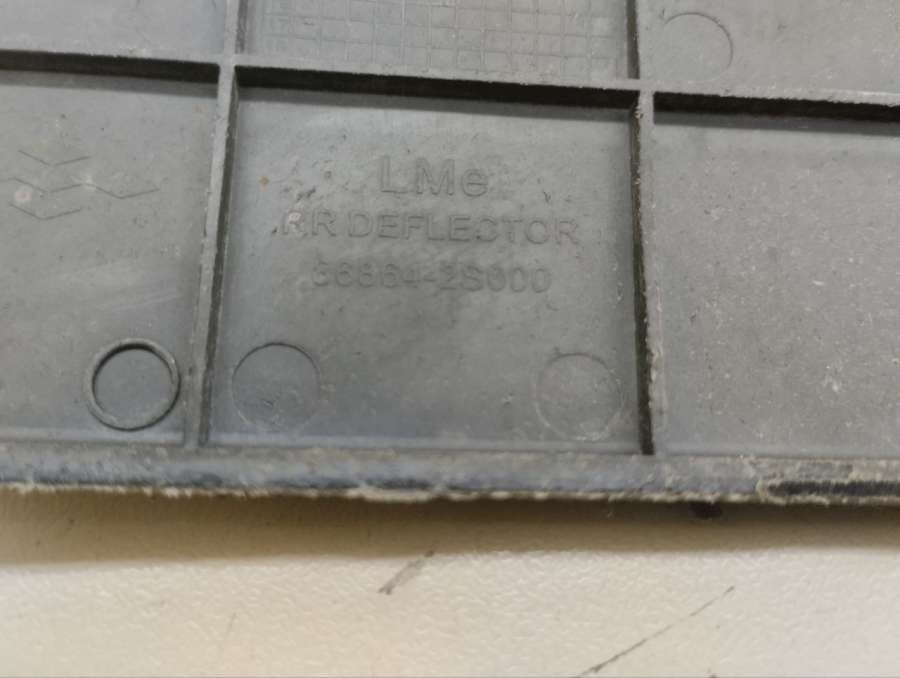 LMe
RR DEFLECTOR
86864-2S000